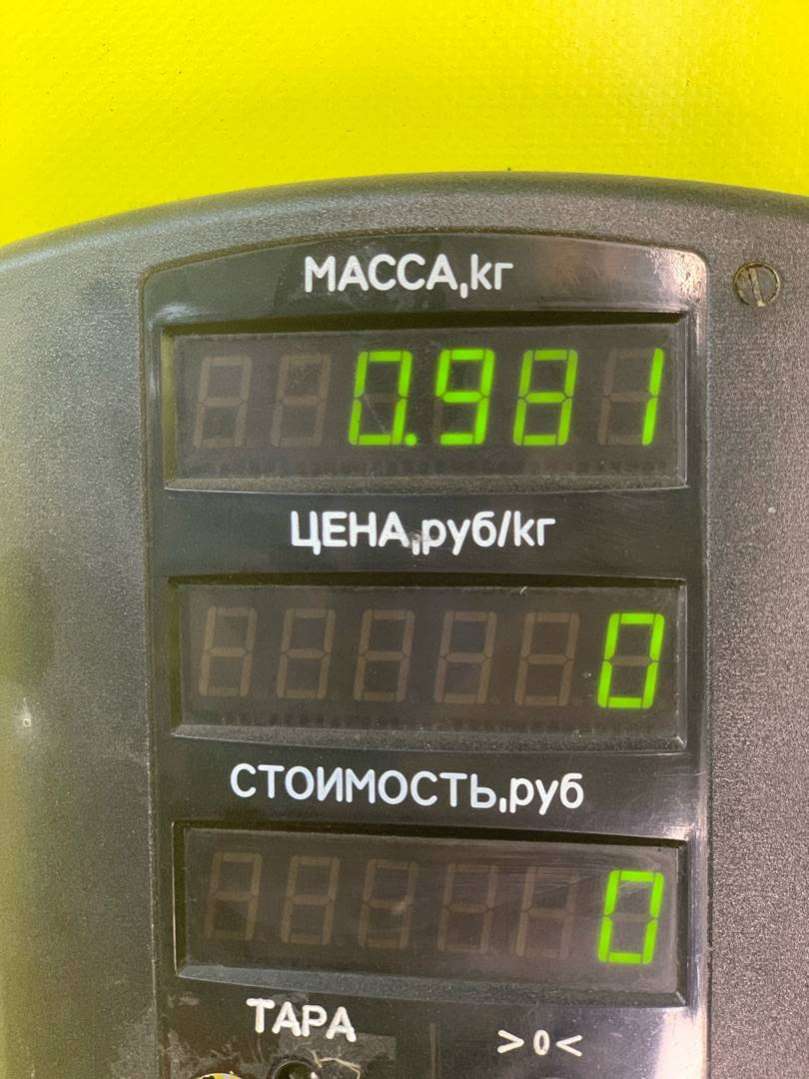 МАССА,кг
0.981
ЦЕНА,руб/кг
0
СТОИМОСТЬ,руб
0
ТАРА >0<